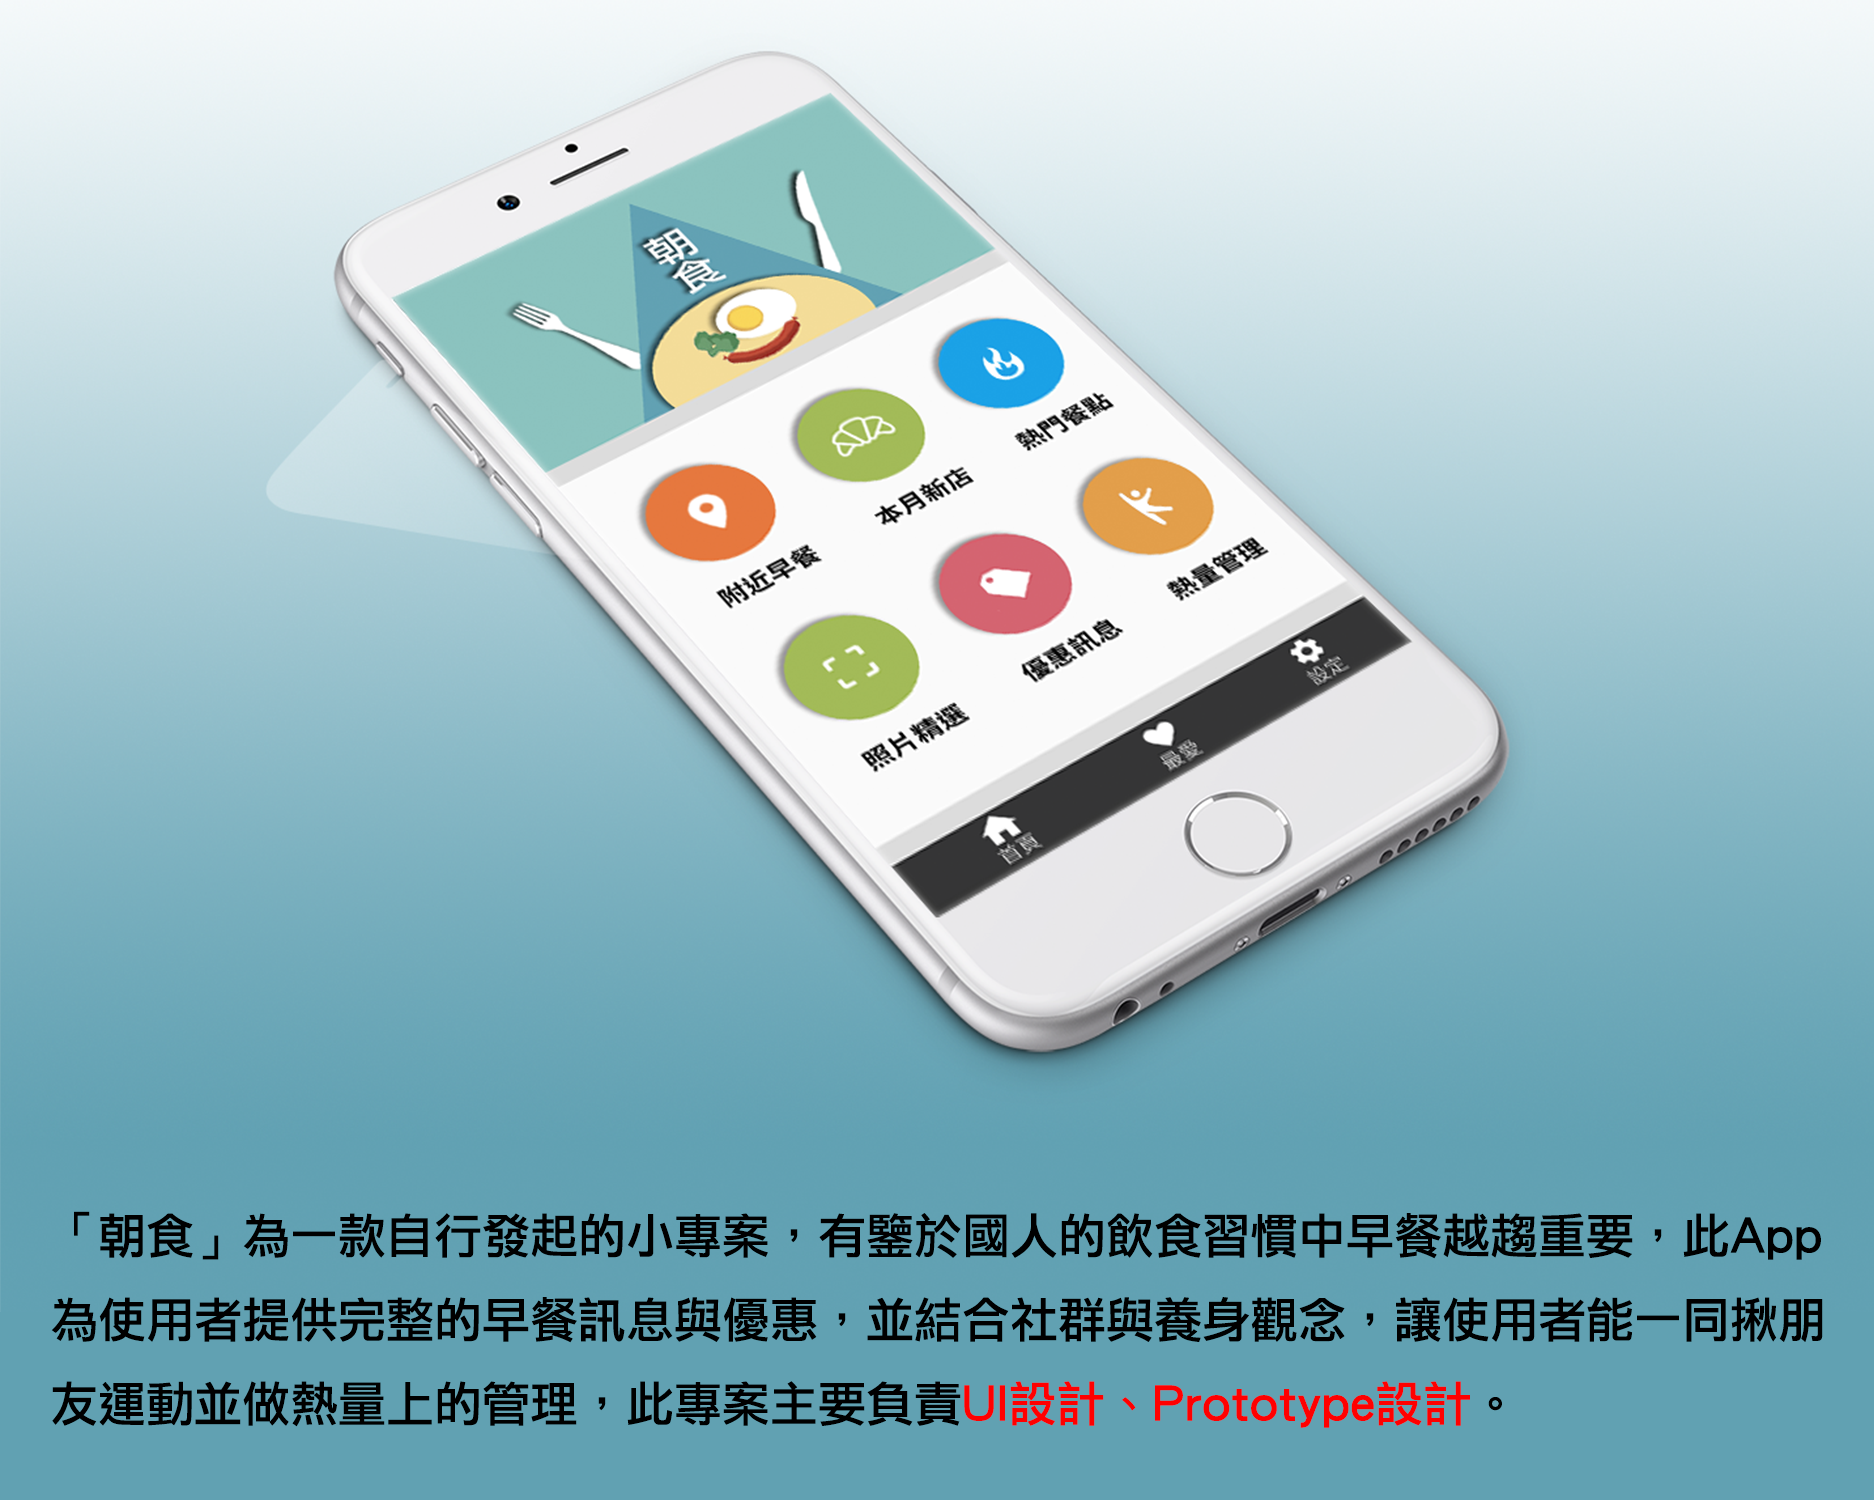 朝
食
熱門餐點
本月新店
附近早餐
熱量管理
優惠訊息
照片精選
設定
最愛
首頁
「朝食」為一款自行發起的小專案，有鑒於國人的飲食習慣中早餐越趨重要，此App
為使用者提供完整的早餐訊息與優惠，並結合社群與養身觀念，讓使用者能一同揪朋
友運動並做熱量上的管理，此專案主要負責UI設計、Prototype設計。